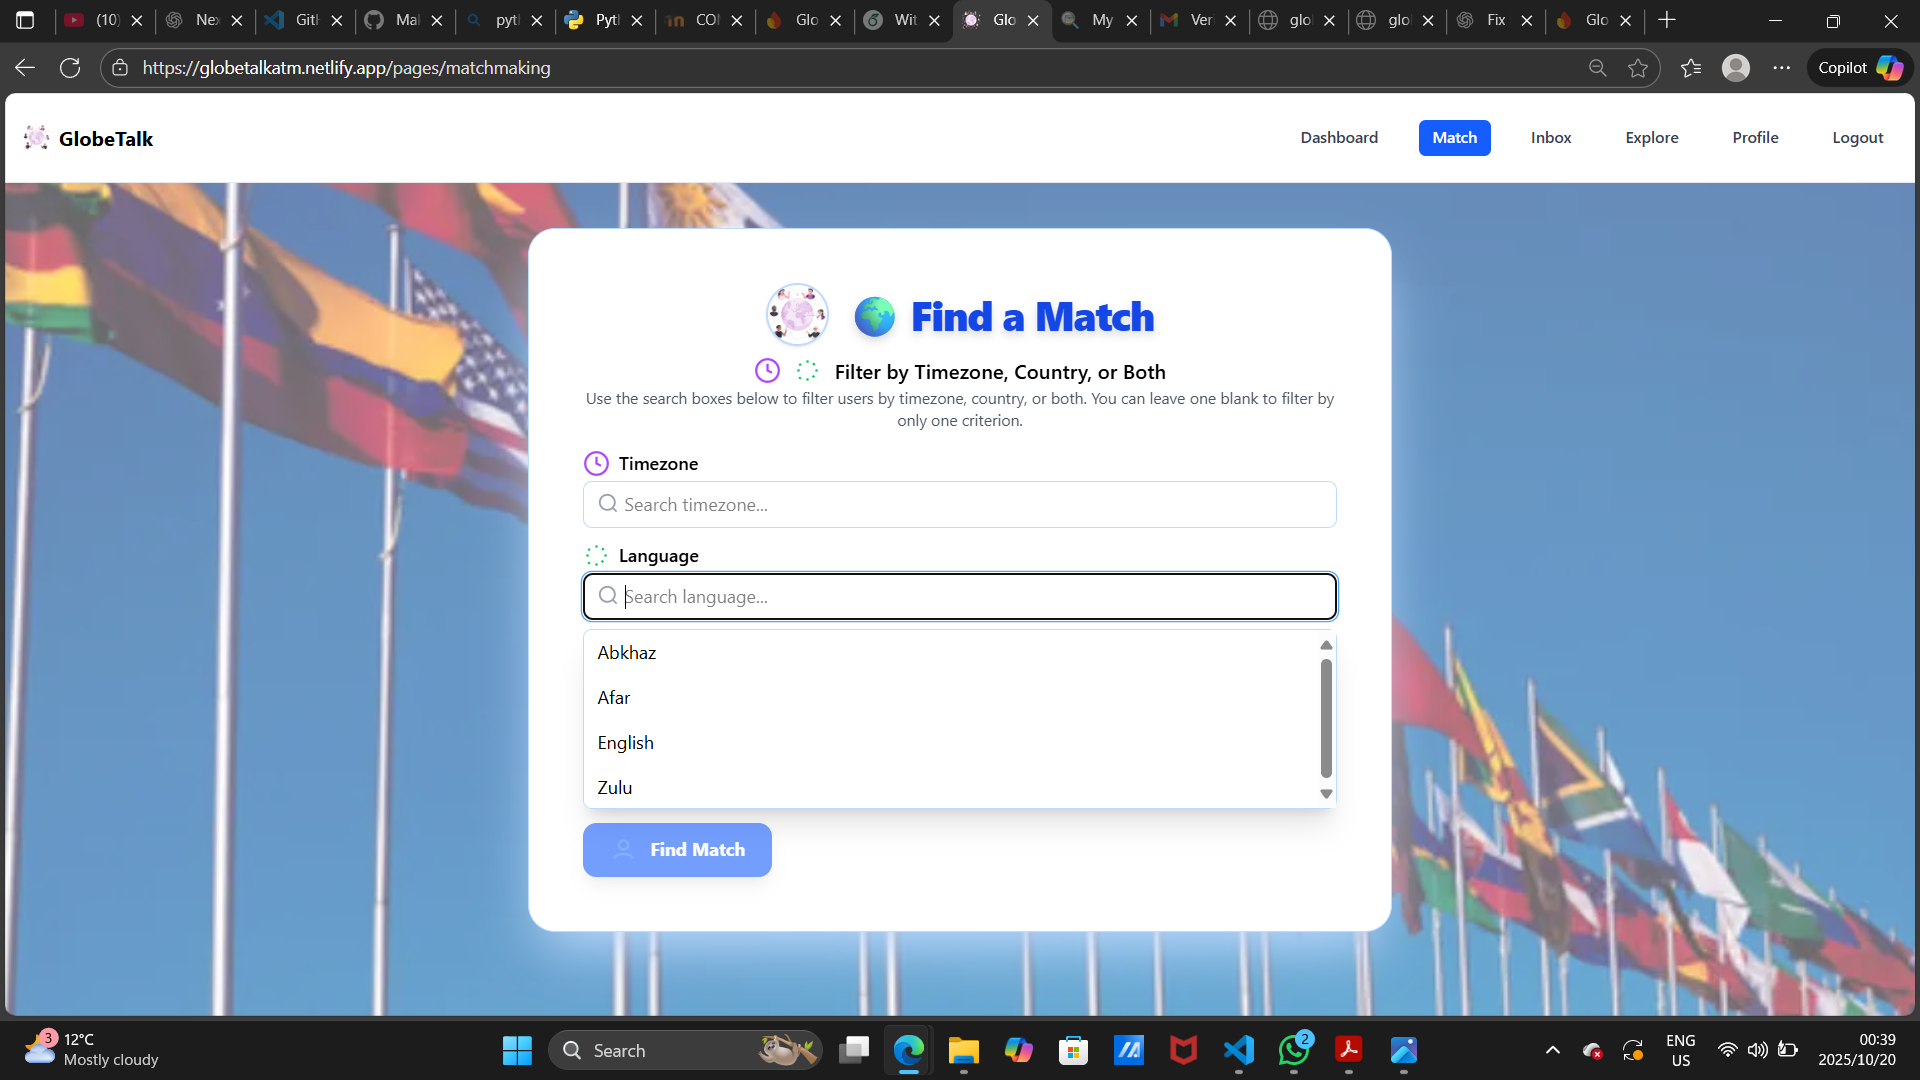 (10)
Nex
GitH
Mal
pyth
Pyth
CO
Glo
Wit
Glo
My
Ver
glo
glo
Fix
Glo
https://globetalkatm.netlify.app/pages/matchmaking
Copilot
GlobeTalk
Dashboard
Match
Inbox
Explore
Profile
Logout
Find a Match
Filter by Timezone, Country, or Both
Use the search boxes below to filter users by timezone, country, or both. You can leave one blank to filter by
only one criterion.
Timezone
Search timezone...
Language
Search language...
Abkhaz
Afar
English
Zulu
Find Match
3
12°C
Mostly cloudy
Search
2
ENG
US
00:39
2025/10/20